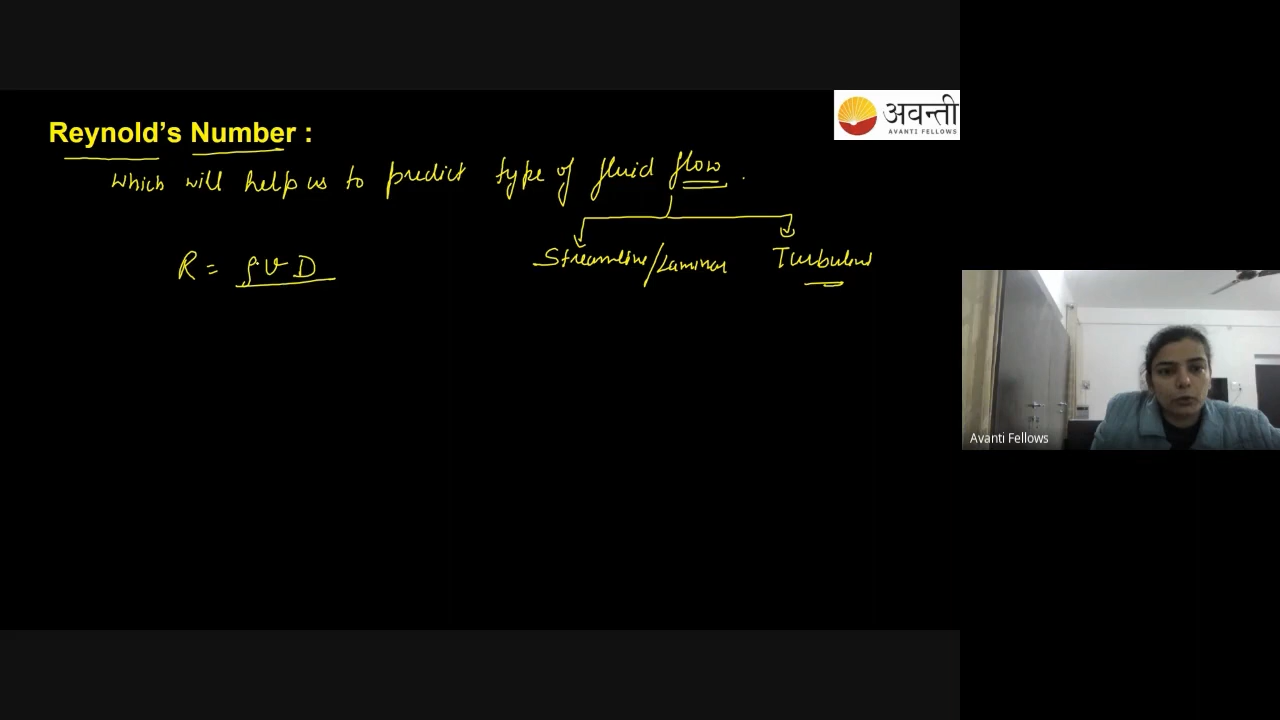 अवन्ती
AVANTI FELLOWS
Reynold's Number :
Which will help us to predict type of fluid flow .
Streamline/Laminar Turbulent
R = ρ v D
Avanti Fellows